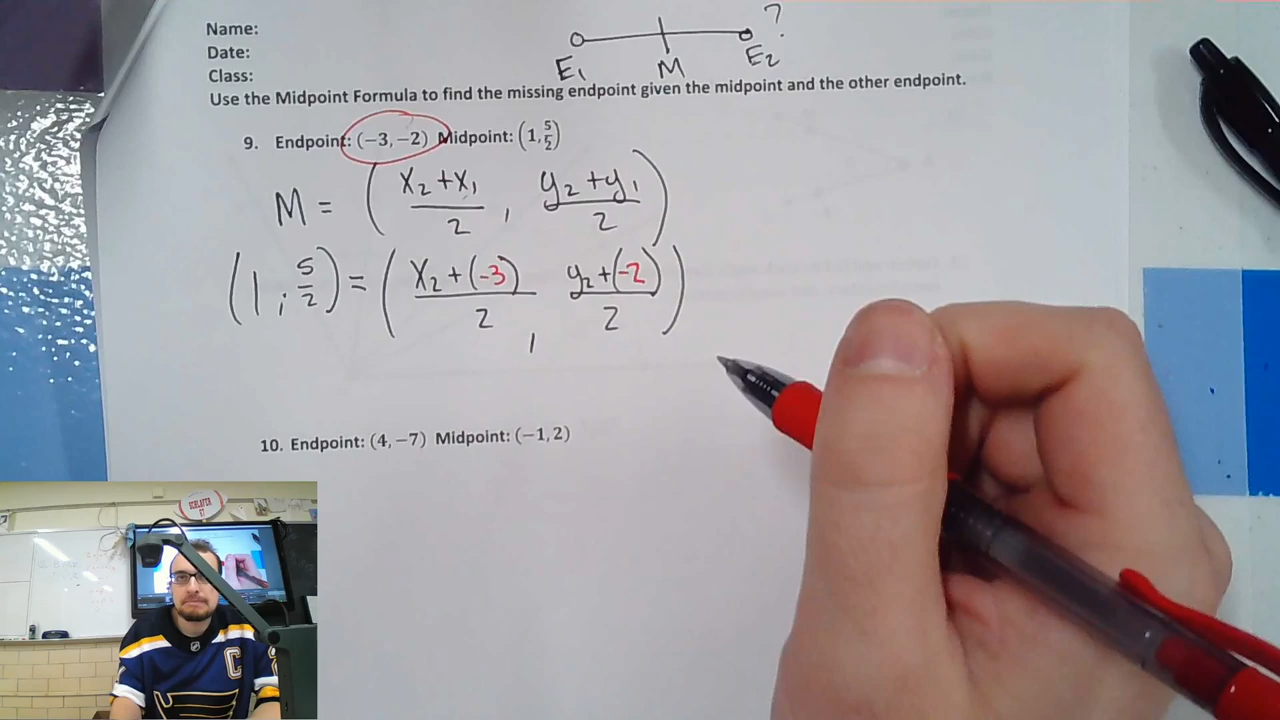 Name:
Date:
Class:
?
E₁ M E₂
Use the Midpoint Formula to find the missing endpoint given the midpoint and the other endpoint.
9. Endpoint: (−3, −2) Midpoint: (1, 5/2)
M = ( (x₂ + x₁)/2 , (y₂ + y₁)/2 )
(1, 5/2) = ( (x₂ + (-3))/2 , (y₂ + (-2))/2 )
10. Endpoint: (4, −7) Midpoint: (−1, 2)
SCHLAFER
C